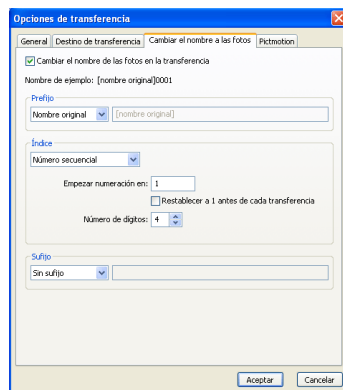 Opciones de transferencia
General Destino de transferencia Cambiar el nombre a las fotos Pictmotion
Cambiar el nombre de las fotos en la transferencia
Nombre de ejemplo: [nombre original]0001
Prefijo
Nombre original [nombre original]
Índice
Número secuencial
Empezar numeración en: 1
Restablecer a 1 antes de cada transferencia
Número de dígitos: 4
Sufijo
Sin sufijo
Aceptar Cancelar